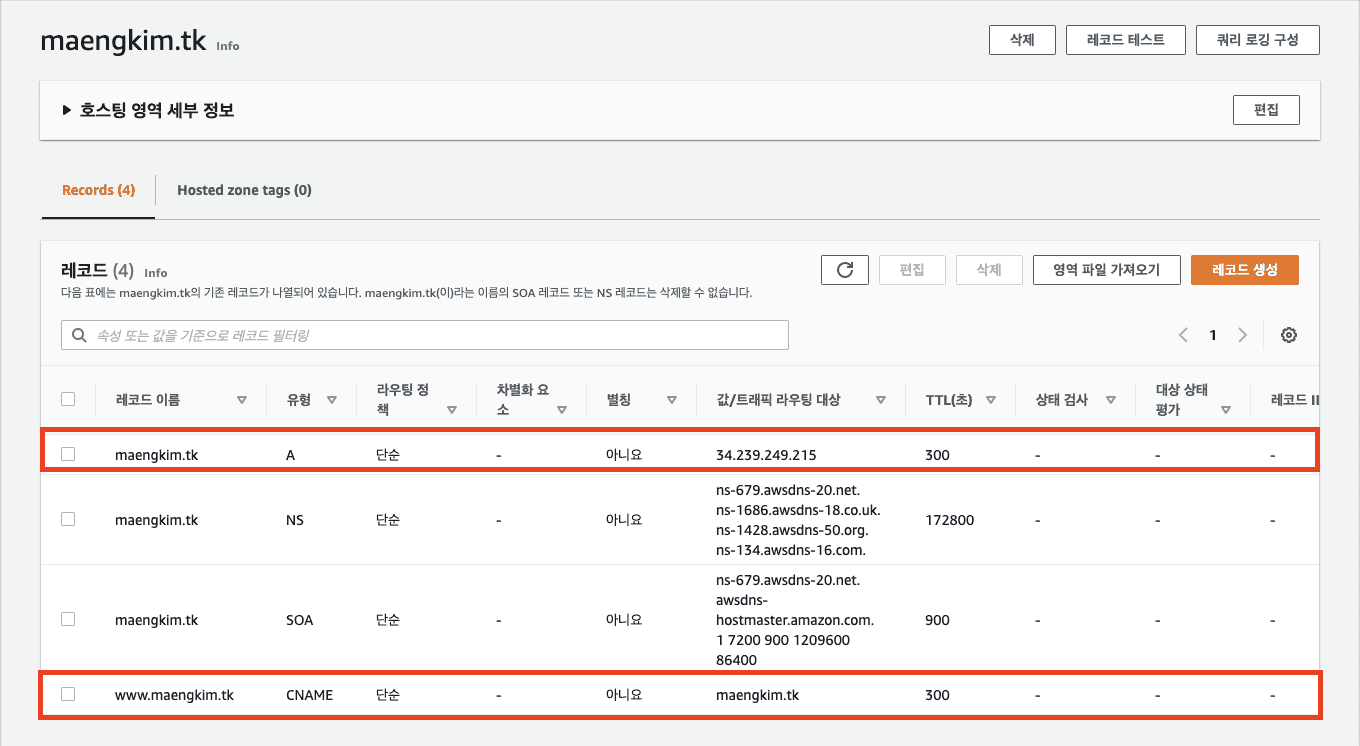 maengkim.tk Info
삭제 레코드 테스트 쿼리 로깅 구성
호스팅 영역 세부 정보 편집
Records (4) Hosted zone tags (0)
레코드 (4) Info
편집 삭제 영역 파일 가져오기 레코드 생성
다음 표에는 maengkim.tk의 기존 레코드가 나열되어 있습니다. maengkim.tk(이)라는 이름의 SOA 레코드 또는 NS 레코드는 삭제할 수 없습니다.
속성 또는 값을 기준으로 레코드 필터링 1
레코드 이름 유형 라우팅 정책 차별화 요소 별칭 값/트래픽 라우팅 대상 TTL(초) 상태 검사 대상 상태 평가 레코드 II
maengkim.tk A 단순 - 아니요 34.239.249.215 300 - - -
maengkim.tk NS 단순 - 아니요 ns-679.awsdns-20.net.
ns-1686.awsdns-18.co.uk.
ns-1428.awsdns-50.org.
ns-134.awsdns-16.com. 172800 - - -
maengkim.tk SOA 단순 - 아니요 ns-679.awsdns-20.net.
awsdns-
hostmaster.amazon.com.
1 7200 900 1209600
86400 900 - - -
www.maengkim.tk CNAME 단순 - 아니요 maengkim.tk 300 - - -